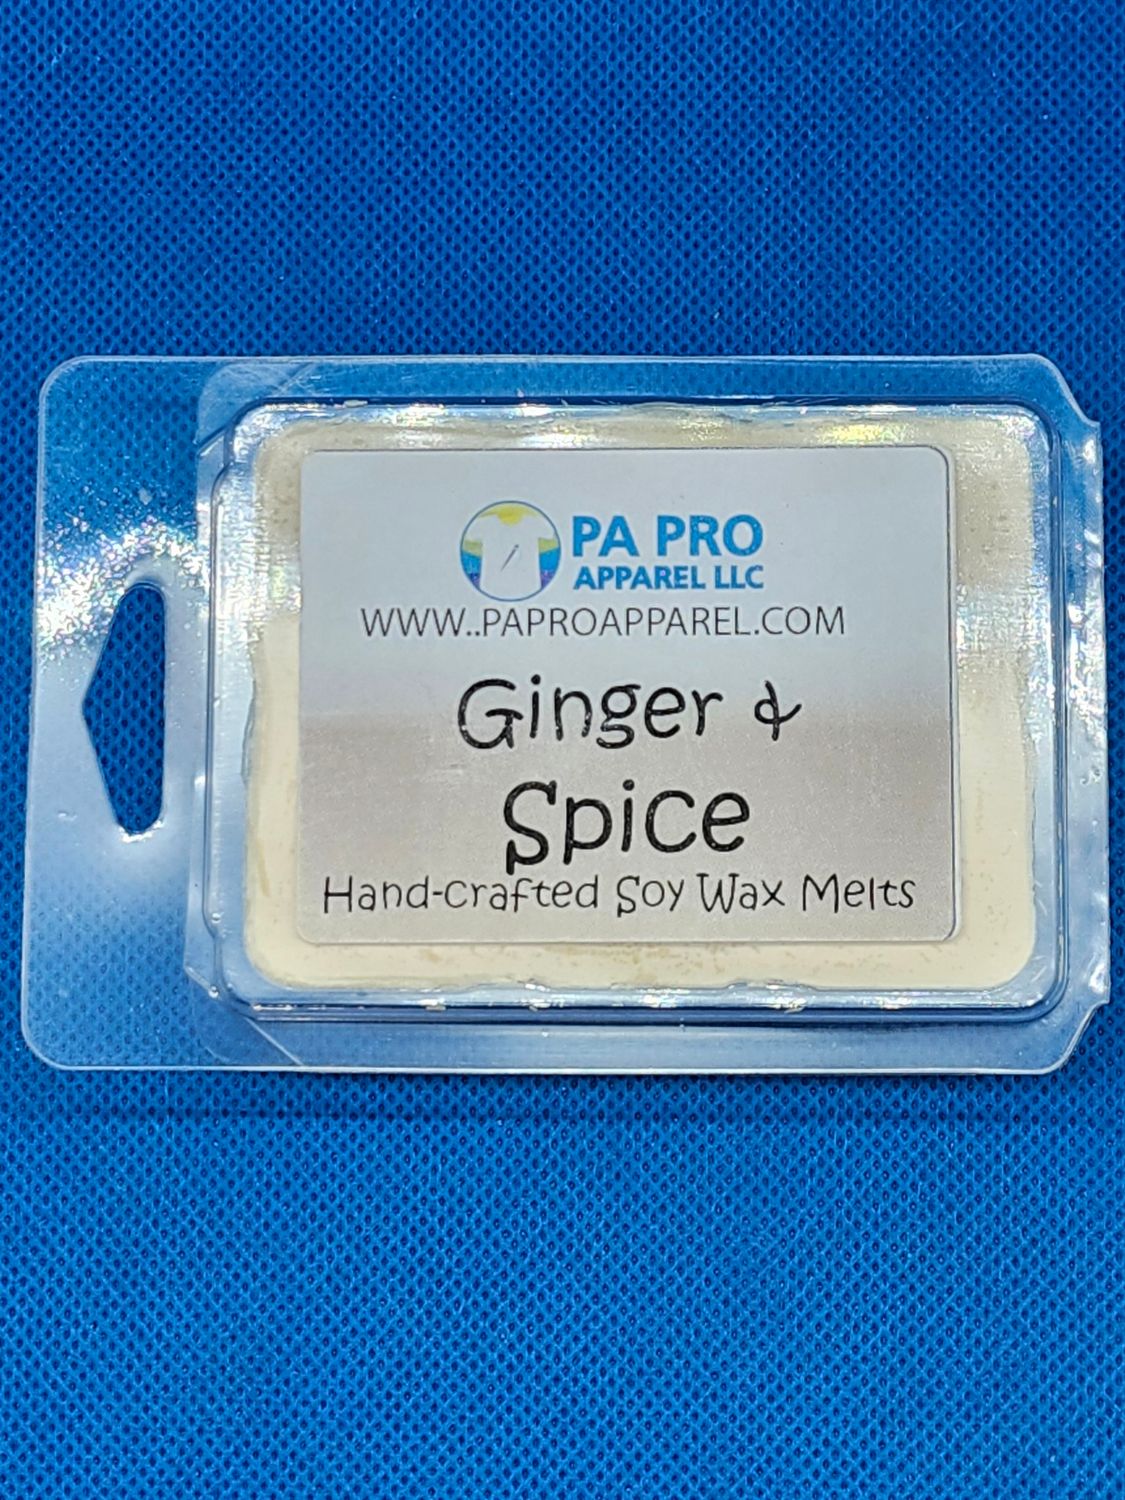 PA PRO
APPAREL LLC
WWW..PAPROAPPAREL.COM
Ginger &
Spice
Hand-crafted Soy Wax Melts